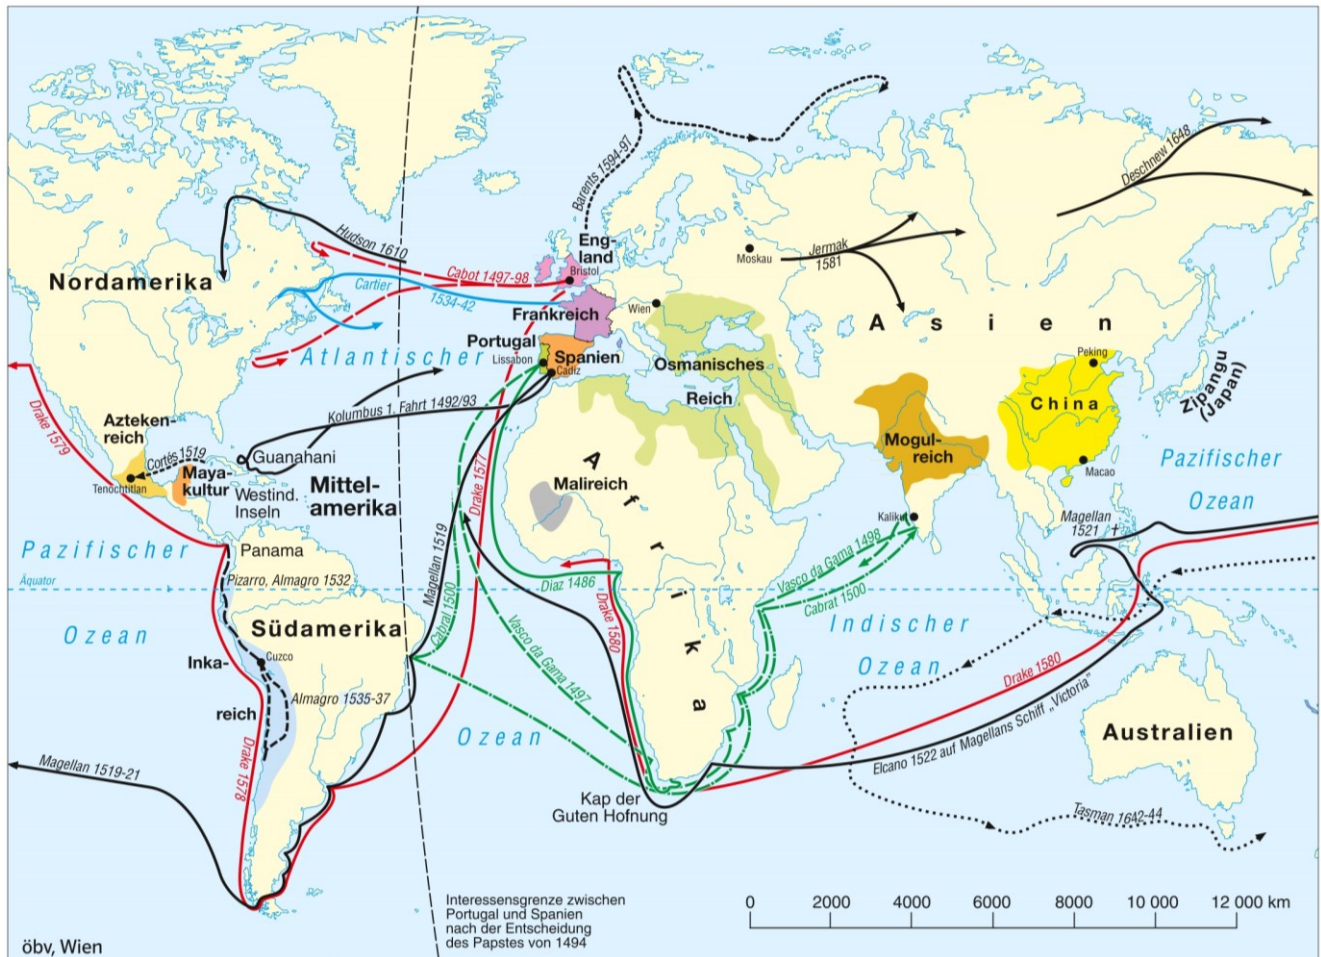 Deschnew 1648
Barents 1594-97
Hudson 1610
Eng-
land
Bristol
Moskau
Jermak
1581
Nordamerika
Cabot 1497-98
Cartier
1534-42
Frankreich
Wien
Asien
Portugal
Lissabon
Spanien
Cádiz
Atlantischer
Osmanisches
Reich
Peking
China
Zipangu
(Japan)
Drake 1579
Azteken-
reich
Kolumbus 1. Fahrt 1492/93
Cortés 1519
Guanahani
Tenochtitlan
Maya-
kultur
Westind.
Inseln
Mittel-
amerika
Drake 1577
Afrika
Malireich
Mogul-
reich
Macao
Pazifischer
Ozean
Kalikut
Magellan
1521 †
Pazifischer
Ozean
Panama
Äquator
Pizarro, Almagro 1532
Magellan 1519
Cabral 1500
Diaz 1486
Drake 1580
Vasco da Gama 1498
Cabrat 1500
Südamerika
Vasco da Gama 1497
Indischer
Ozean
Inka-
reich
Cuzco
Almagro 1535-37
Drake 1580
Elcano 1522 auf Magellans Schiff „Victoria”
Australien
Ozean
Magellan 1519-21
Drake 1578
Kap der
Guten Hofnung
Tasman 1642-44
Interessensgrenze zwischen
Portugal und Spanien
nach der Entscheidung
des Papstes von 1494
0 2000 4000 6000 8000 10 000 12 000 km
öbv, Wien